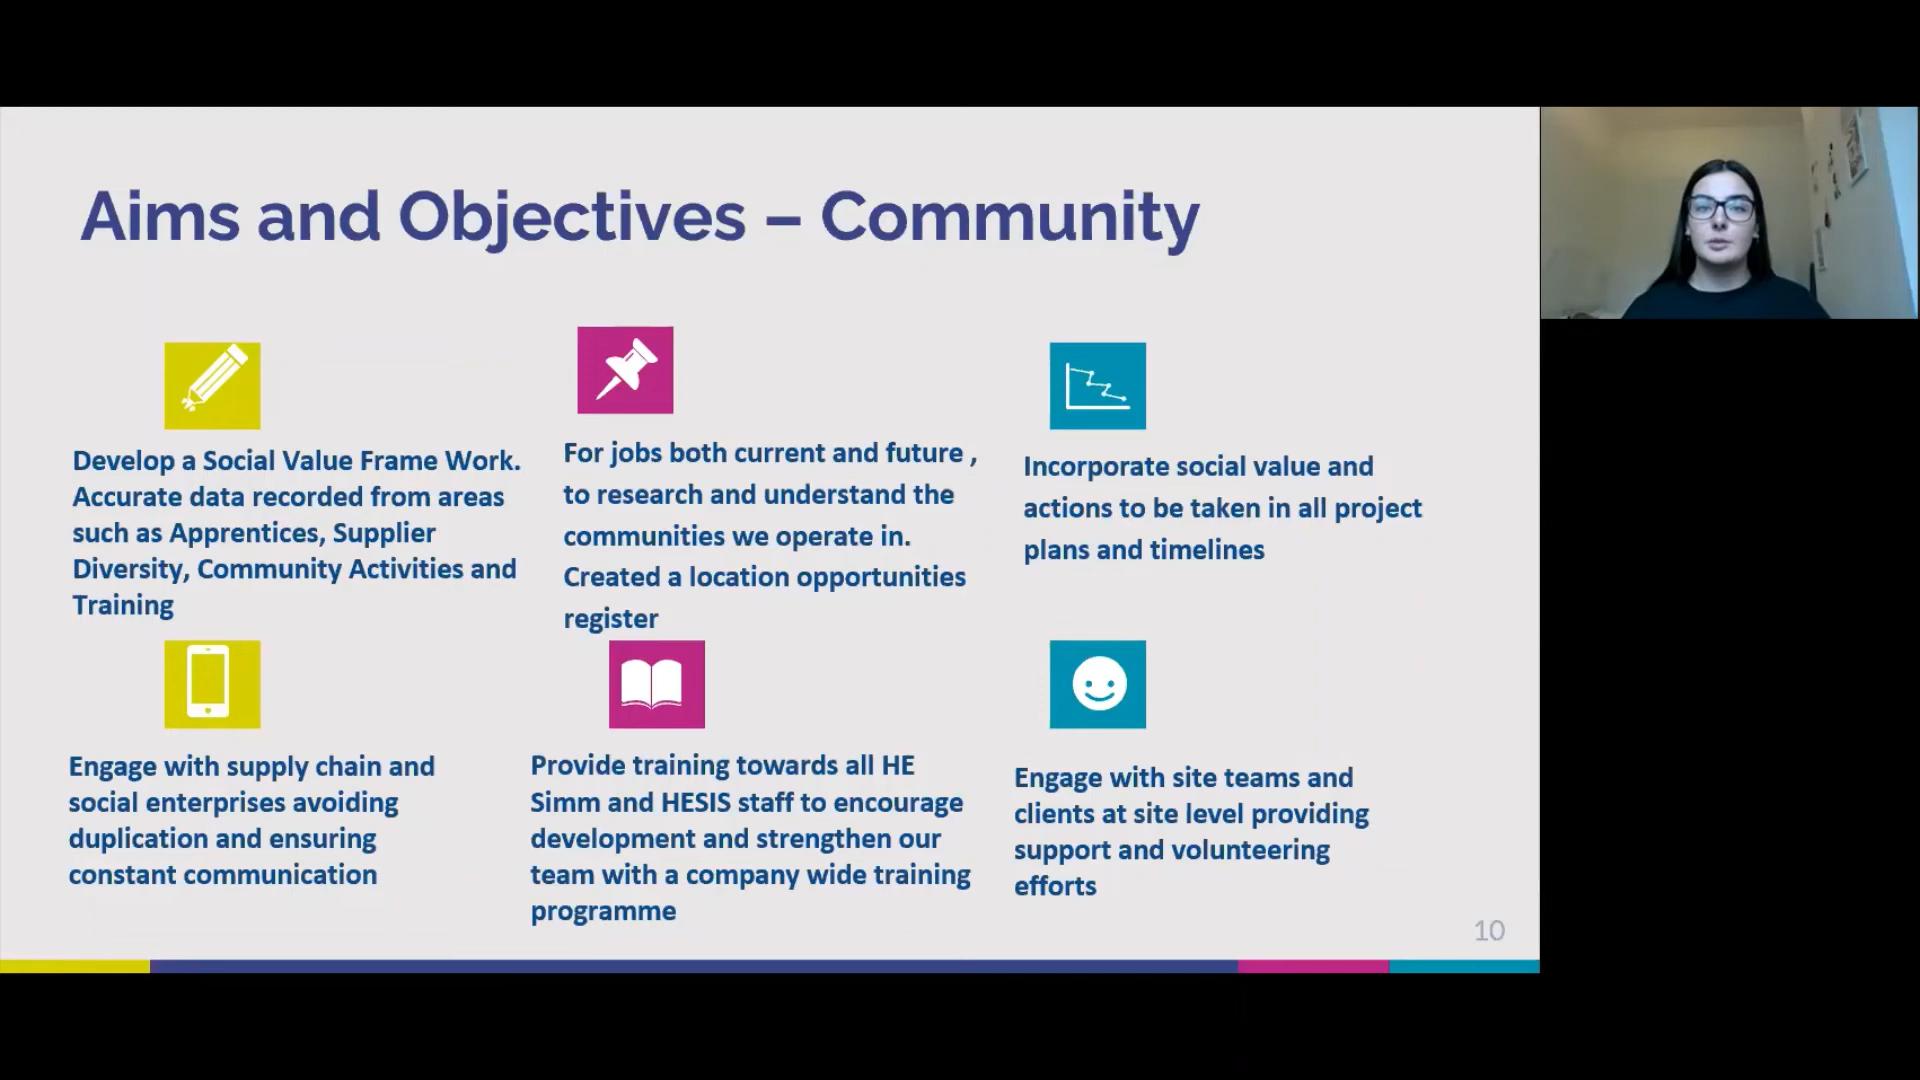 Aims and Objectives – Community
Develop a Social Value Frame Work.
Accurate data recorded from areas
such as Apprentices, Supplier
Diversity, Community Activities and
Training
For jobs both current and future ,
to research and understand the
communities we operate in.
Created a location opportunities
register
Incorporate social value and
actions to be taken in all project
plans and timelines
Engage with supply chain and
social enterprises avoiding
duplication and ensuring
constant communication
Provide training towards all HE
Simm and HESIS staff to encourage
development and strengthen our
team with a company wide training
programme
Engage with site teams and
clients at site level providing
support and volunteering
efforts
10